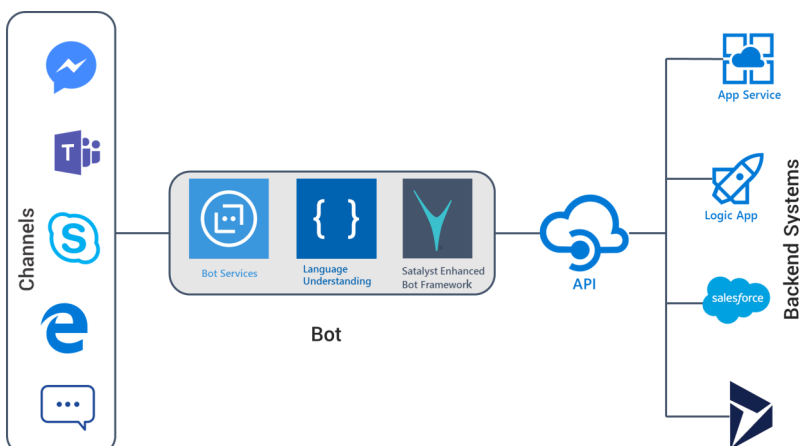 Channels
T
S
Bot Services
{ }
Language
Understanding
Satalyst Enhanced
Bot Framework
Bot
API
App Service
Logic App
salesforce
Backend Systems